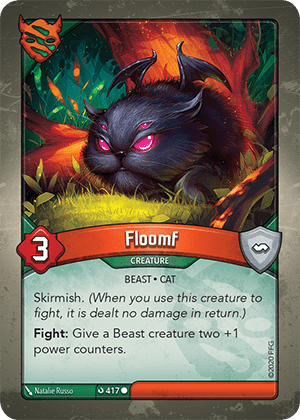 3
Floomf
CREATURE
BEAST • CAT
Skirmish. (When you use this creature to
fight, it is dealt no damage in return.)
Fight: Give a Beast creature two +1
power counters.
©2020 FFG
Natalie Russo
417